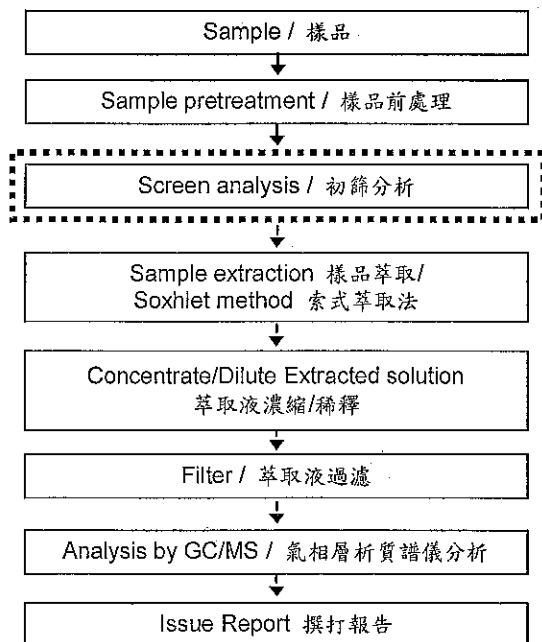 Sample / 樣品
Sample pretreatment / 樣品前處理
Screen analysis / 初篩分析
Sample extraction 樣品萃取/
Soxhlet method 索式萃取法
Concentrate/Dilute Extracted solution
萃取液濃縮/稀釋
Filter / 萃取液過濾
Analysis by GC/MS / 氣相層析質譜儀分析
Issue Report 撰打報告